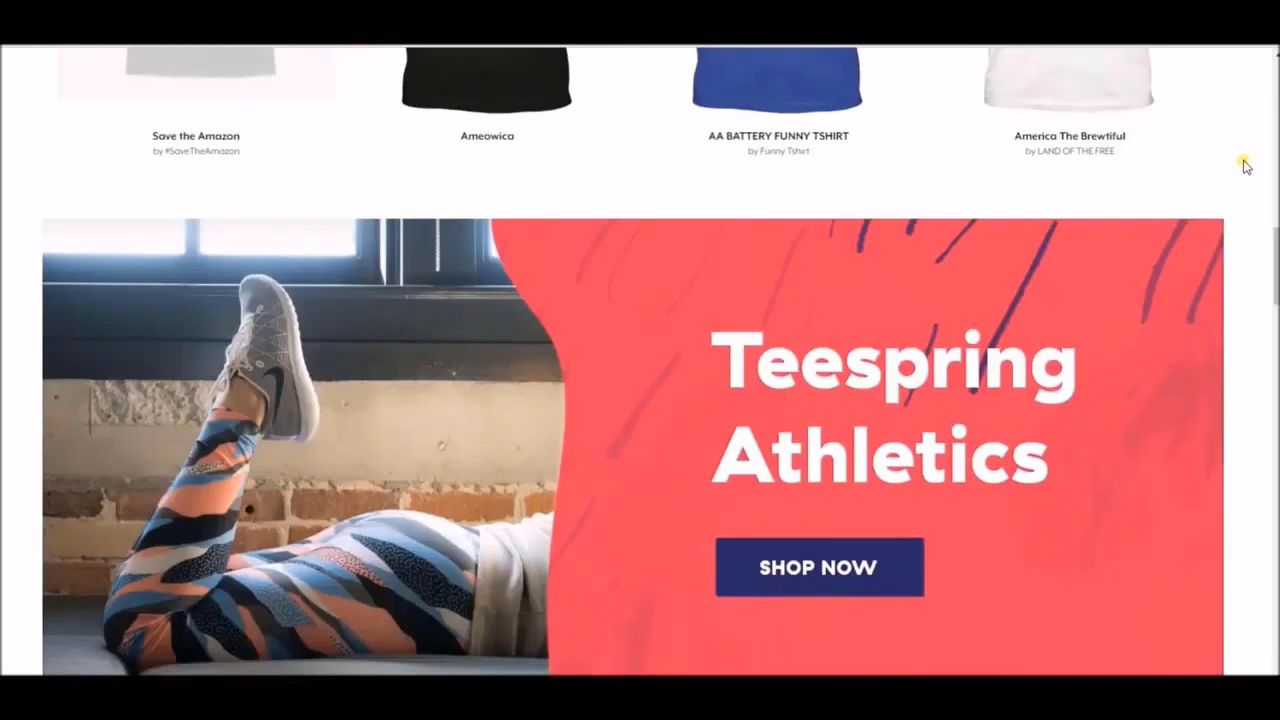 Save the Amazon
by #SaveTheAmazon
Ameowica
AA BATTERY FUNNY TSHIRT
by Funny Tshirt
America The Brewtiful
by LAND OF THE FREE
Teespring
Athletics
SHOP NOW